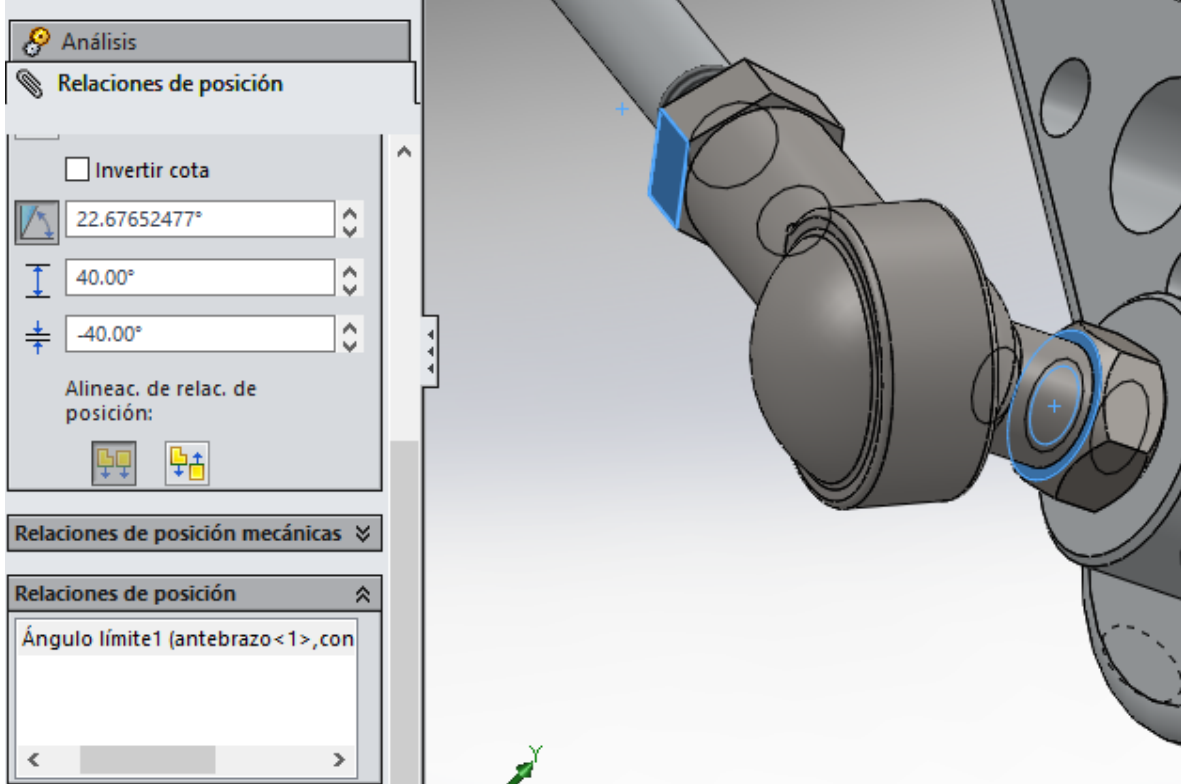 Análisis
Relaciones de posición
Invertir cota
22.67652477°
40.00°
-40.00°
Alineac. de relac. de
posición:
Relaciones de posición mecánicas
Relaciones de posición
Ángulo límite1 (antebrazo<1>,con
Y